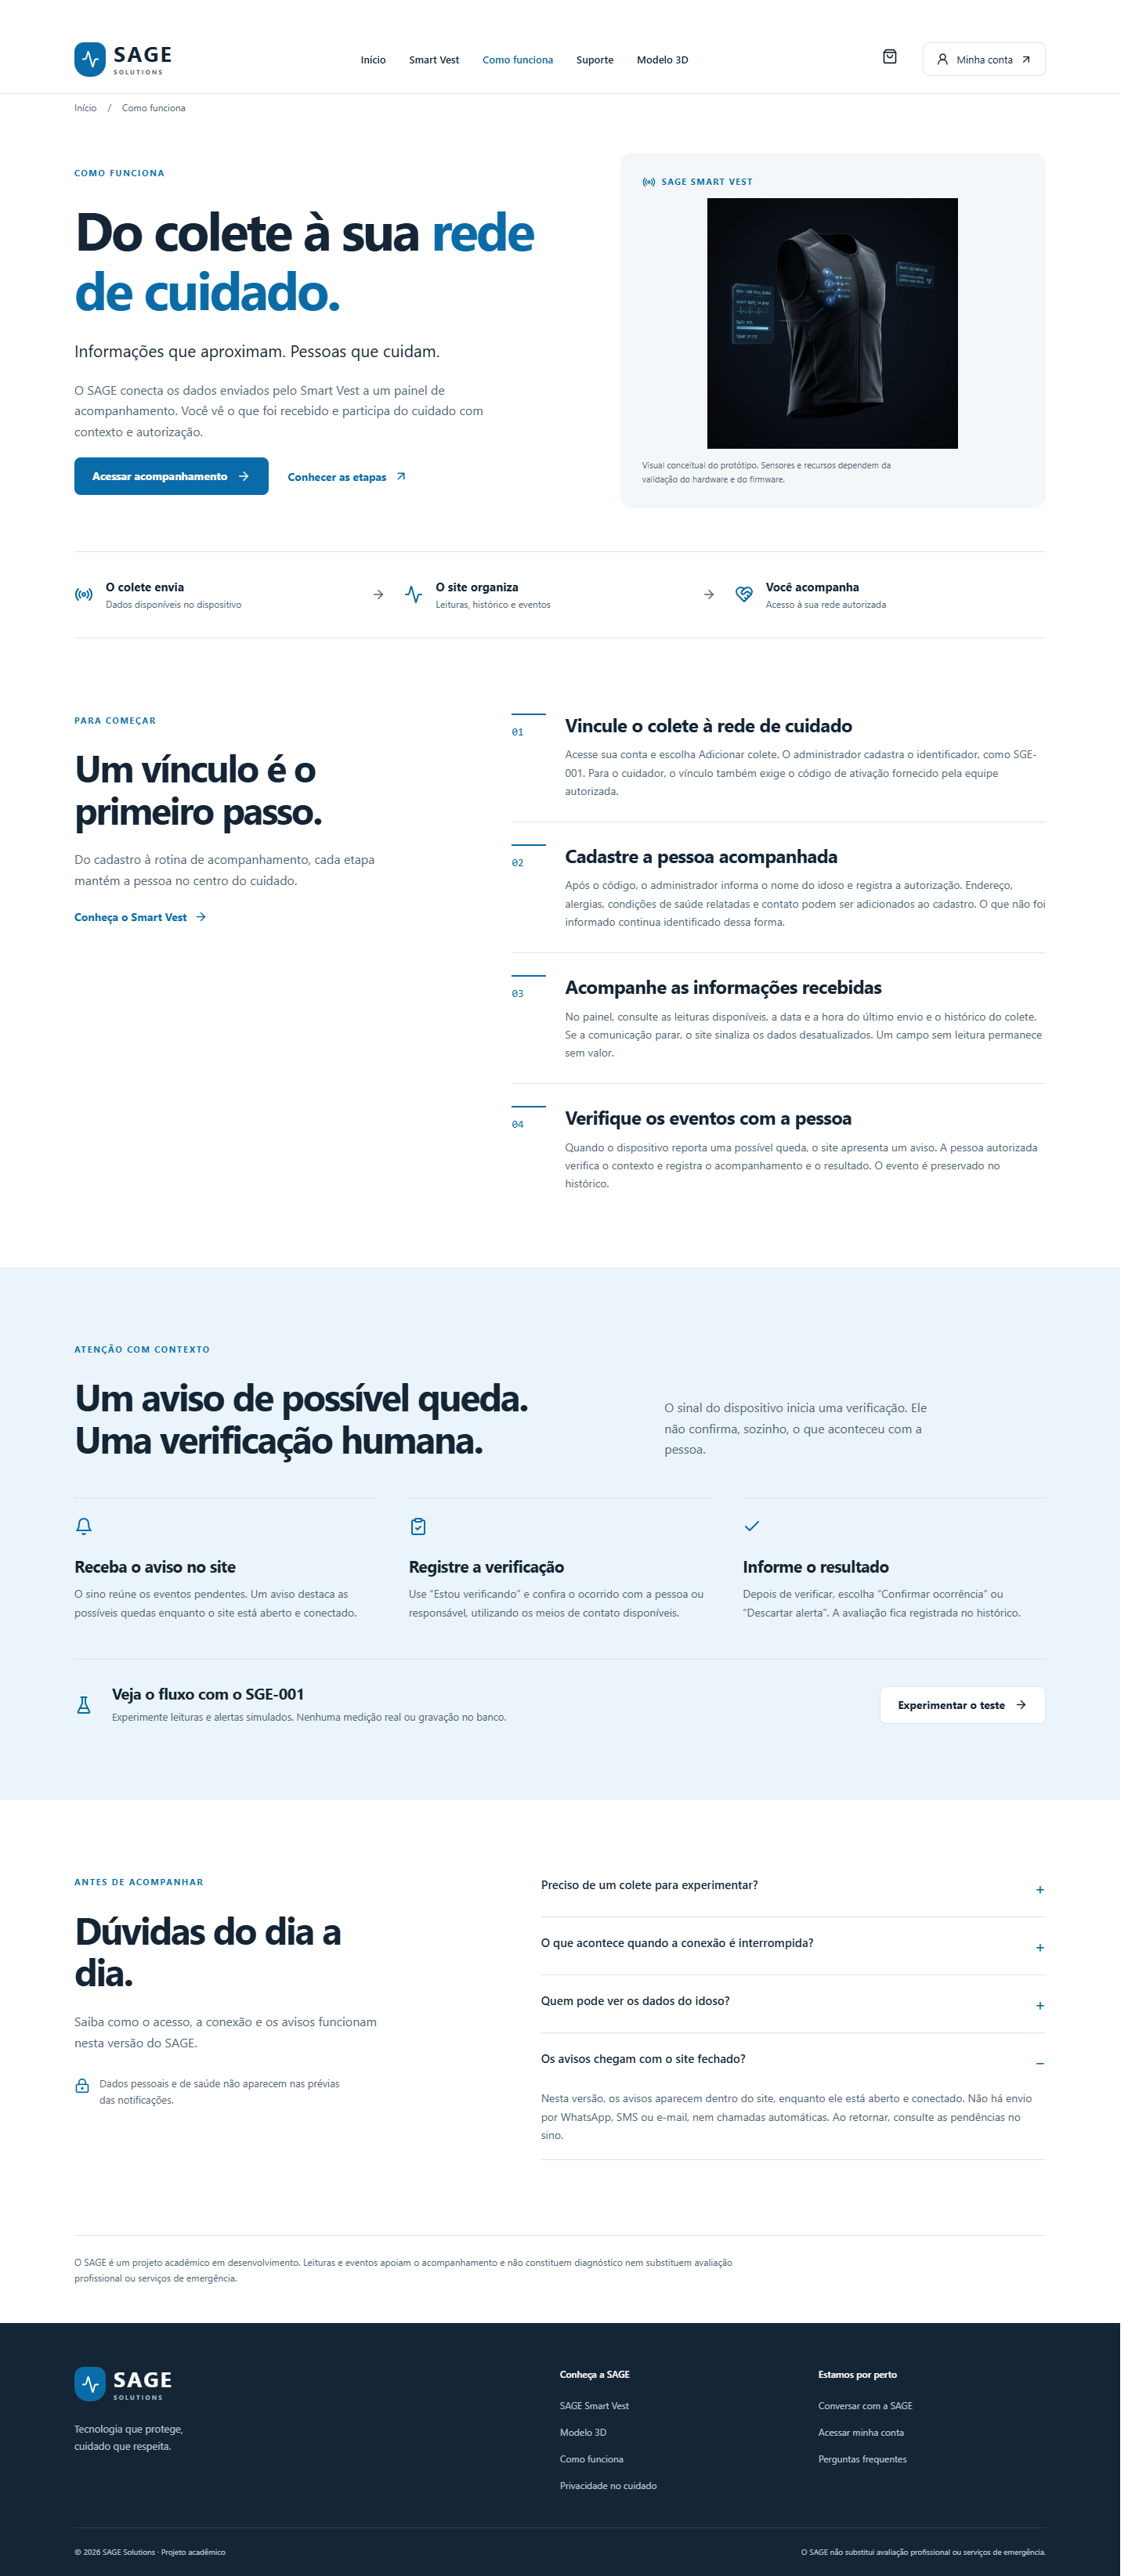 SAGE
SOLUTIONS
Início
Smart Vest
Como funciona
Suporte
Modelo 3D
Minha conta
Início / Como funciona
COMO FUNCIONA
Do colete à sua rede
de cuidado.
Informações que aproximam. Pessoas que cuidam.
O SAGE conecta os dados enviados pelo Smart Vest a um painel de
acompanhamento. Você vê o que foi recebido e participa do cuidado com
contexto e autorização.
Acessar acompanhamento
Conhecer as etapas
SAGE SMART VEST
Visual conceitual do protótipo. Sensores e recursos dependem da
validação do hardware e do firmware.
O colete envia
Dados disponíveis no dispositivo
O site organiza
Leituras, histórico e eventos
Você acompanha
Acesso à sua rede autorizada
PARA COMEÇAR
Um vínculo é o
primeiro passo.
Do cadastro à rotina de acompanhamento, cada etapa
mantém a pessoa no centro do cuidado.
Conheça o Smart Vest
01
Vincule o colete à rede de cuidado
Acesse sua conta e escolha Adicionar colete. O administrador cadastra o identificador, como SGE-
001. Para o cuidador, o vínculo também exige o código de ativação fornecido pela equipe
autorizada.
02
Cadastre a pessoa acompanhada
Após o código, o administrador informa o nome do idoso e registra a autorização. Endereço,
alergias, condições de saúde relatadas e contato podem ser adicionados ao cadastro. O que não foi
informado continua identificado dessa forma.
03
Acompanhe as informações recebidas
No painel, consulte as leituras disponíveis, a data e a hora do último envio e o histórico do colete.
Se a comunicação parar, o site sinaliza os dados desatualizados. Um campo sem leitura permanece
sem valor.
04
Verifique os eventos com a pessoa
Quando o dispositivo reporta uma possível queda, o site apresenta um aviso. A pessoa autorizada
verifica o contexto e registra o acompanhamento e o resultado. O evento é preservado no
histórico.
ATENÇÃO COM CONTEXTO
Um aviso de possível queda.
Uma verificação humana.
O sinal do dispositivo inicia uma verificação. Ele
não confirma, sozinho, o que aconteceu com a
pessoa.
Receba o aviso no site
O sino reúne os eventos pendentes. Um aviso destaca as
possíveis quedas enquanto o site está aberto e conectado.
Registre a verificação
Use “Estou verificando” e confira o ocorrido com a pessoa ou
responsável, utilizando os meios de contato disponíveis.
Informe o resultado
Depois de verificar, escolha “Confirmar ocorrência” ou
“Descartar alerta”. A avaliação fica registrada no histórico.
Veja o fluxo com o SGE-001
Experimente leituras e alertas simulados. Nenhuma medição real ou gravação no banco.
Experimentar o teste
ANTES DE ACOMPANHAR
Dúvidas do dia a
dia.
Saiba como o acesso, a conexão e os avisos funcionam
nesta versão do SAGE.
Dados pessoais e de saúde não aparecem nas prévias
das notificações.
Preciso de um colete para experimentar? +
O que acontece quando a conexão é interrompida? +
Quem pode ver os dados do idoso? +
Os avisos chegam com o site fechado? −
Nesta versão, os avisos aparecem dentro do site, enquanto ele está aberto e conectado. Não há envio
por WhatsApp, SMS ou e-mail, nem chamadas automáticas. Ao retornar, consulte as pendências no
sino.
O SAGE é um projeto acadêmico em desenvolvimento. Leituras e eventos apoiam o acompanhamento e não constituem diagnóstico nem substituem avaliação
profissional ou serviços de emergência.
SAGE
SOLUTIONS
Tecnologia que protege,
cuidado que respeita.
Conheça a SAGE
SAGE Smart Vest
Modelo 3D
Como funciona
Privacidade no cuidado
Estamos por perto
Conversar com a SAGE
Acessar minha conta
Perguntas frequentes
© 2026 SAGE Solutions · Projeto acadêmico
O SAGE não substitui avaliação profissional ou serviços de emergência.